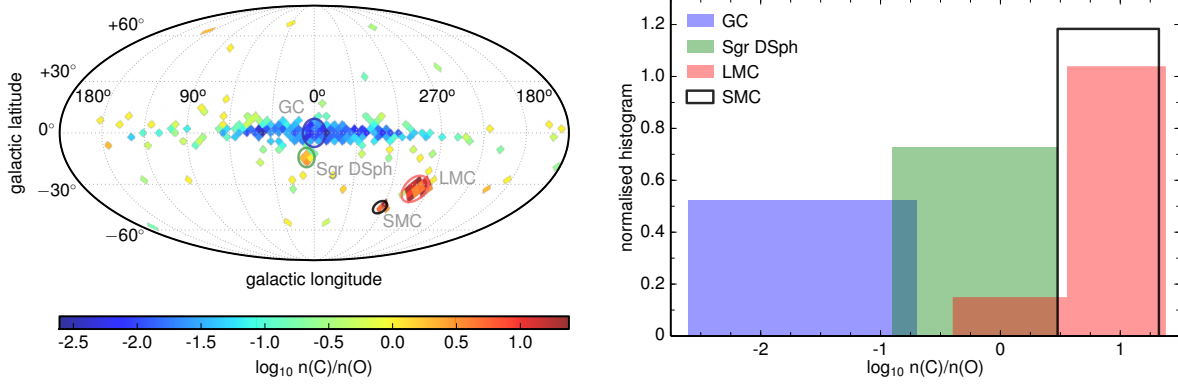 +60°
+30°
180° 90° 0° 270° 180°
GC
0°
Sgr DSph
−30°
LMC
SMC
−60°
galactic latitude
galactic longitude
-2.5 -2.0 -1.5 -1.0 -0.5 0.0 0.5 1.0
log₁₀ n(C)/n(O)
1.2
1.0
0.8
0.6
0.4
0.2
0
normalised histogram
GC
Sgr DSph
LMC
SMC
-2 -1 0 1
log₁₀ n(C)/n(O)